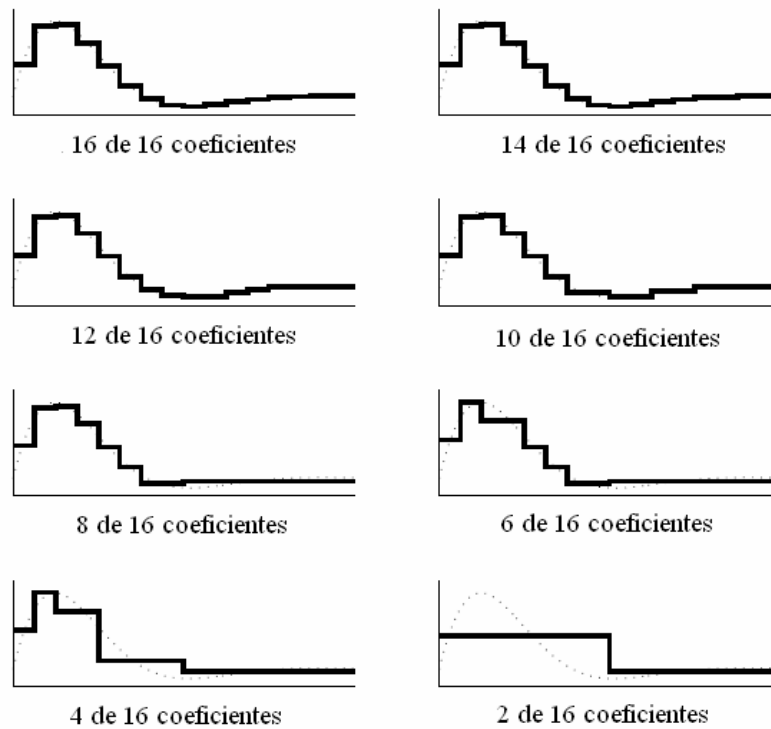 16 de 16 coeficientes
14 de 16 coeficientes
12 de 16 coeficientes
10 de 16 coeficientes
8 de 16 coeficientes
6 de 16 coeficientes
4 de 16 coeficientes
2 de 16 coeficientes